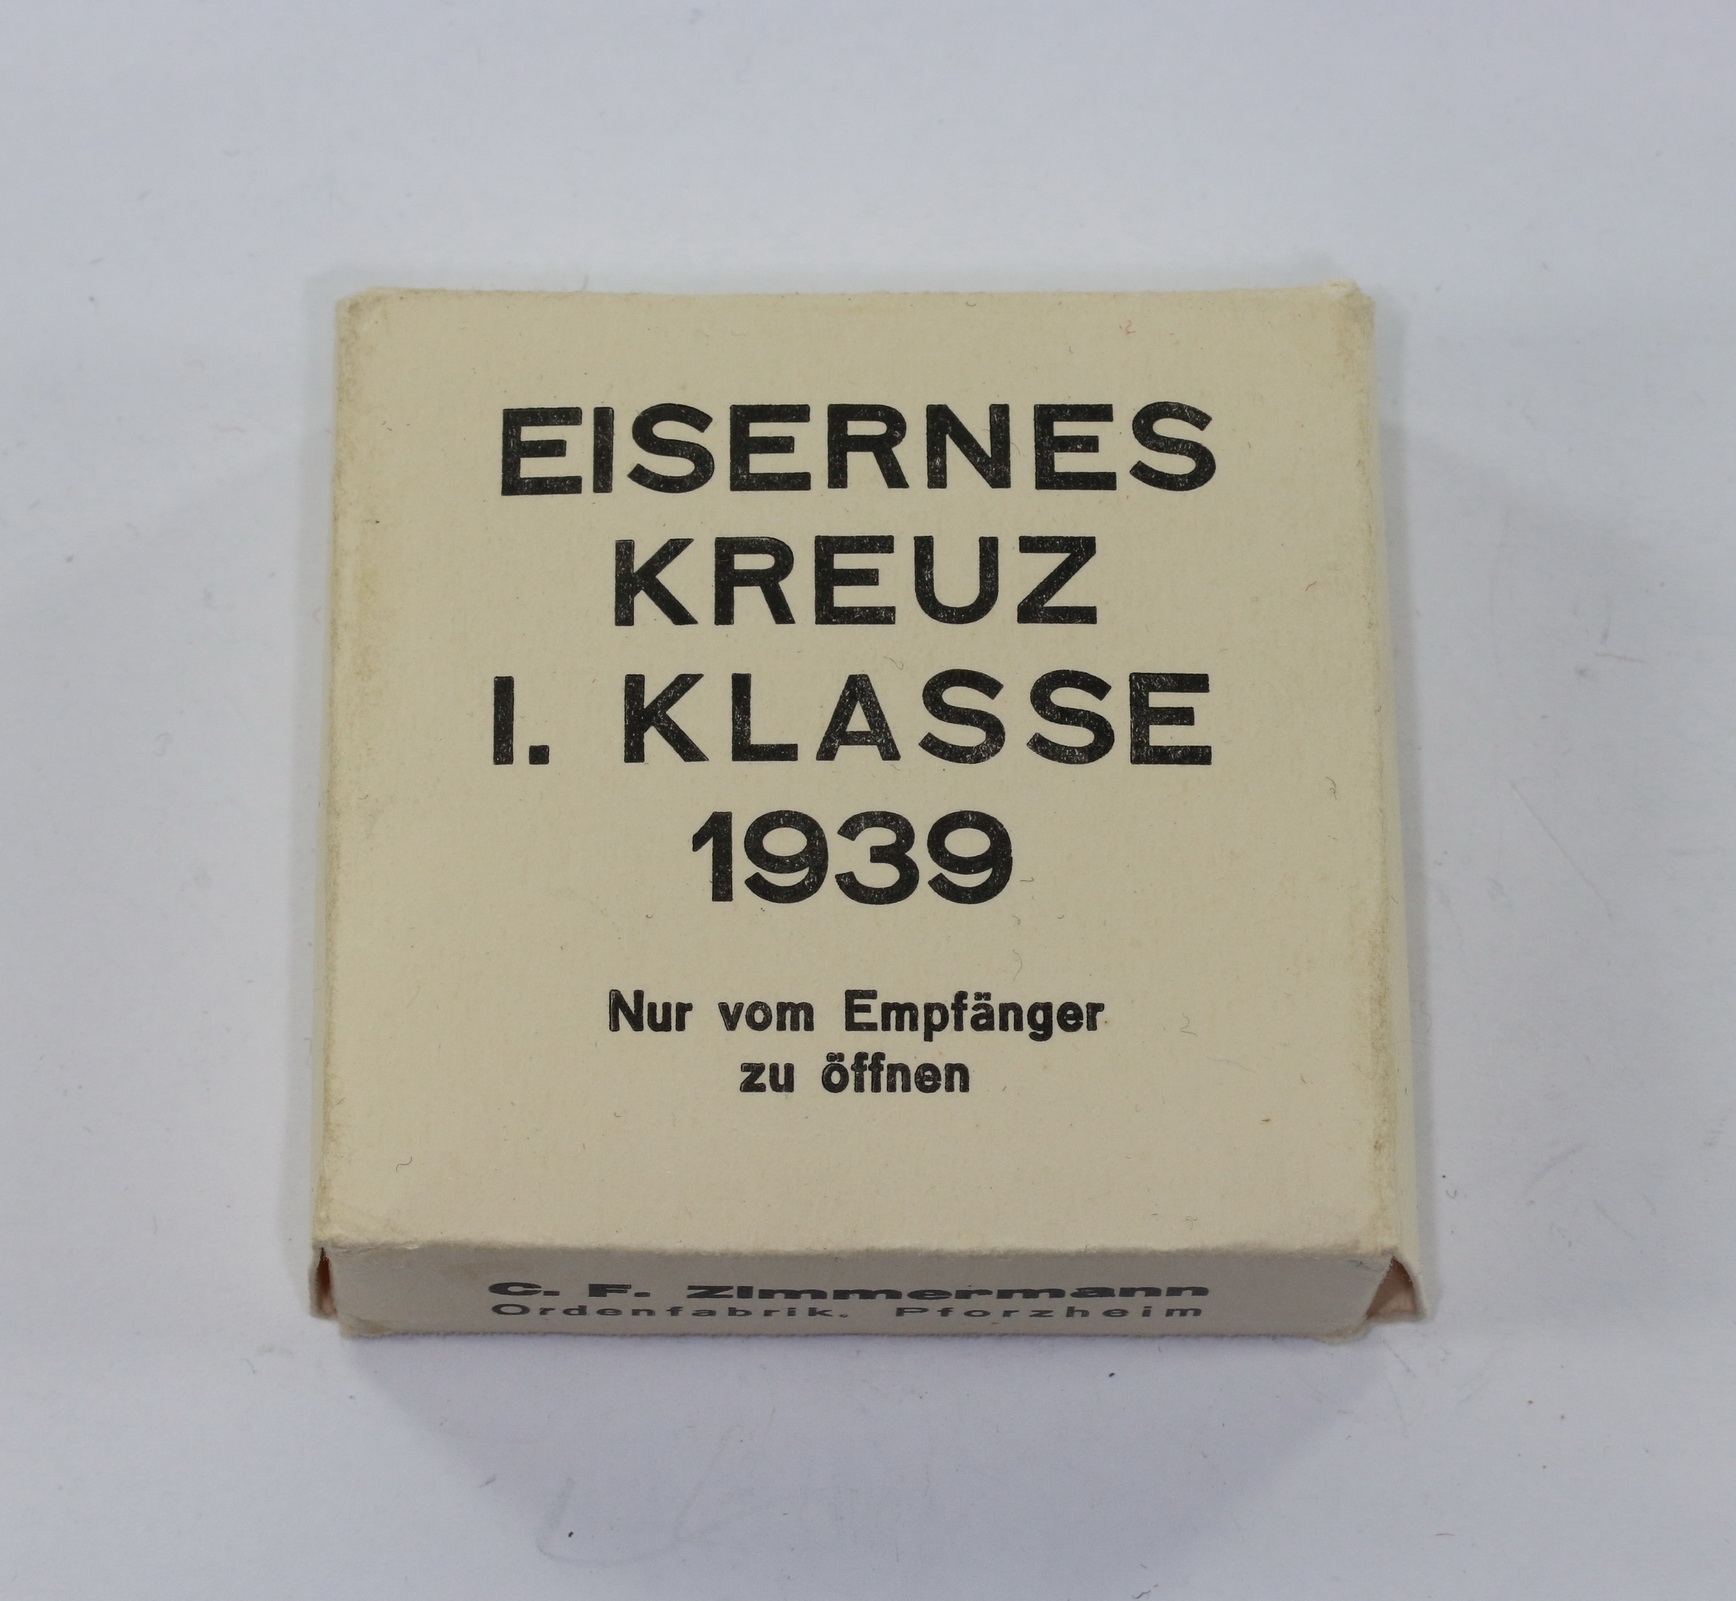 EISERNES
KREUZ
I. KLASSE
1939
Nur vom Empfänger
zu öffnen
C. F. Zimmermann
Ordenfabrik. Pforzheim